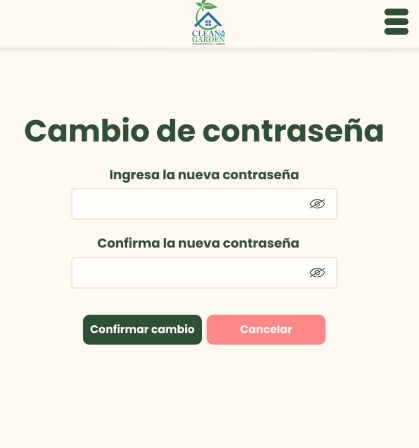 CLEAN
GARDEN
Cambio de contraseña
Ingresa la nueva contraseña
Confirma la nueva contraseña
Confirmar cambio
Cancelar